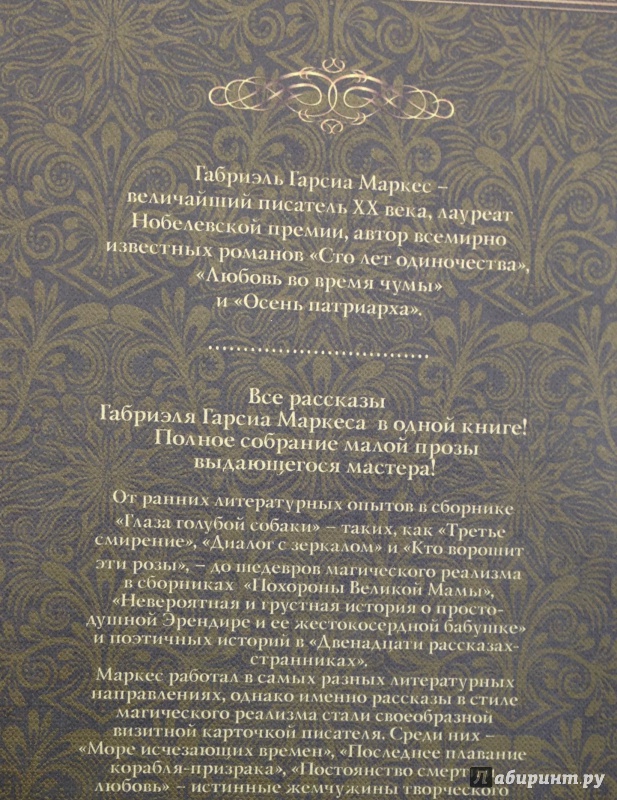 Габриэль Гарсиа Маркес –
величайший писатель XX века, лауреат
Нобелевской премии, автор всемирно
известных романов «Сто лет одиночества»,
«Любовь во время чумы»
и «Осень патриарха».
Все рассказы
Габриэля Гарсиа Маркеса в одной книге!
Полное собрание малой прозы
выдающегося мастера!
От ранних литературных опытов в сборнике
«Глаза голубой собаки» – таких, как «Третье
смирение», «Диалог с зеркалом» и «Кто ворошит
эти розы», – до шедевров магического реализма
в сборниках «Похороны Великой Мамы»,
«Невероятная и грустная история о просто-
душной Эрендире и ее жестокосердной бабушке»
и поэтичных историй в «Двенадцати рассказах-
странниках».
Маркес работал в самых разных литературных
направлениях, однако именно рассказы в стиле
магического реализма стали своеобразной
визитной карточкой писателя. Среди них –
«Море исчезающих времен», «Последнее плавание
корабля-призрака», «Постоянство
любовь» – истинные жемчужины творческого
Лабиринт.ру